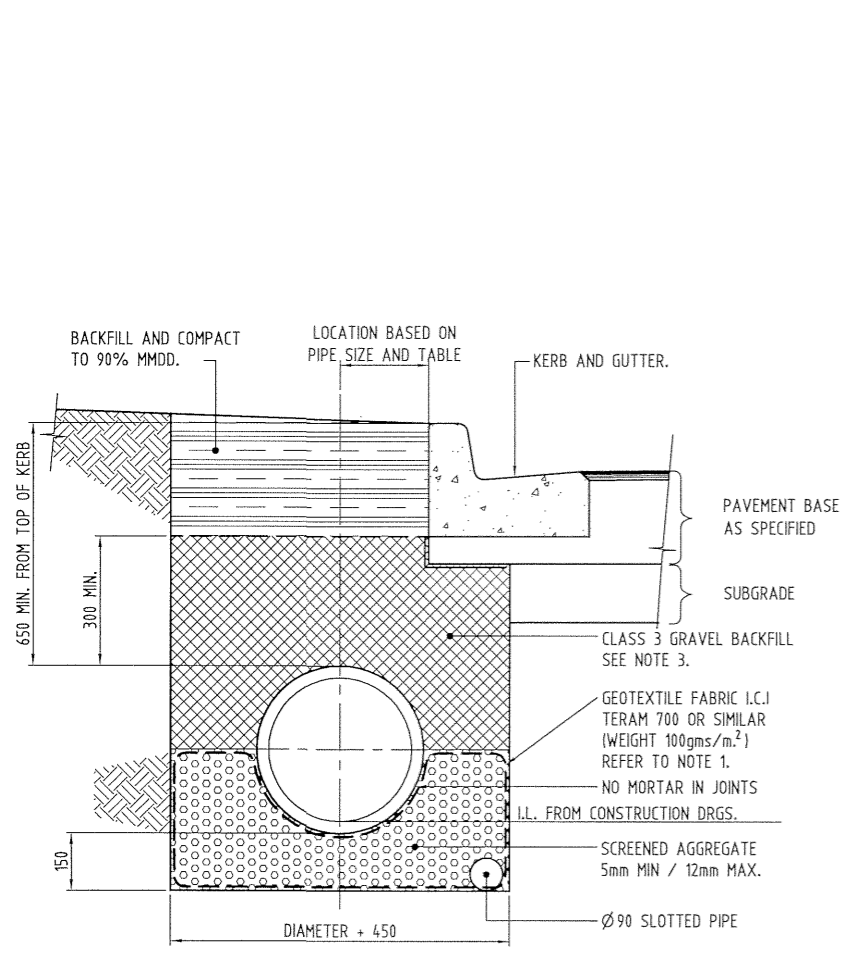 BACKFILL AND COMPACT
TO 90% MMDD.
LOCATION BASED ON
PIPE SIZE AND TABLE
KERB AND GUTTER.
650 MIN. FROM TOP OF KERB
300 MIN.
PAVEMENT BASE
AS SPECIFIED
SUBGRADE
CLASS 3 GRAVEL BACKFILL
SEE NOTE 3.
GEOTEXTILE FABRIC I.C.I
TERAM 700 OR SIMILAR
(WEIGHT 100gms/m.²)
REFER TO NOTE 1.
NO MORTAR IN JOINTS
I.L. FROM CONSTRUCTION DRGS.
SCREENED AGGREGATE
5mm MIN / 12mm MAX.
150
Ø90 SLOTTED PIPE
DIAMETER + 450